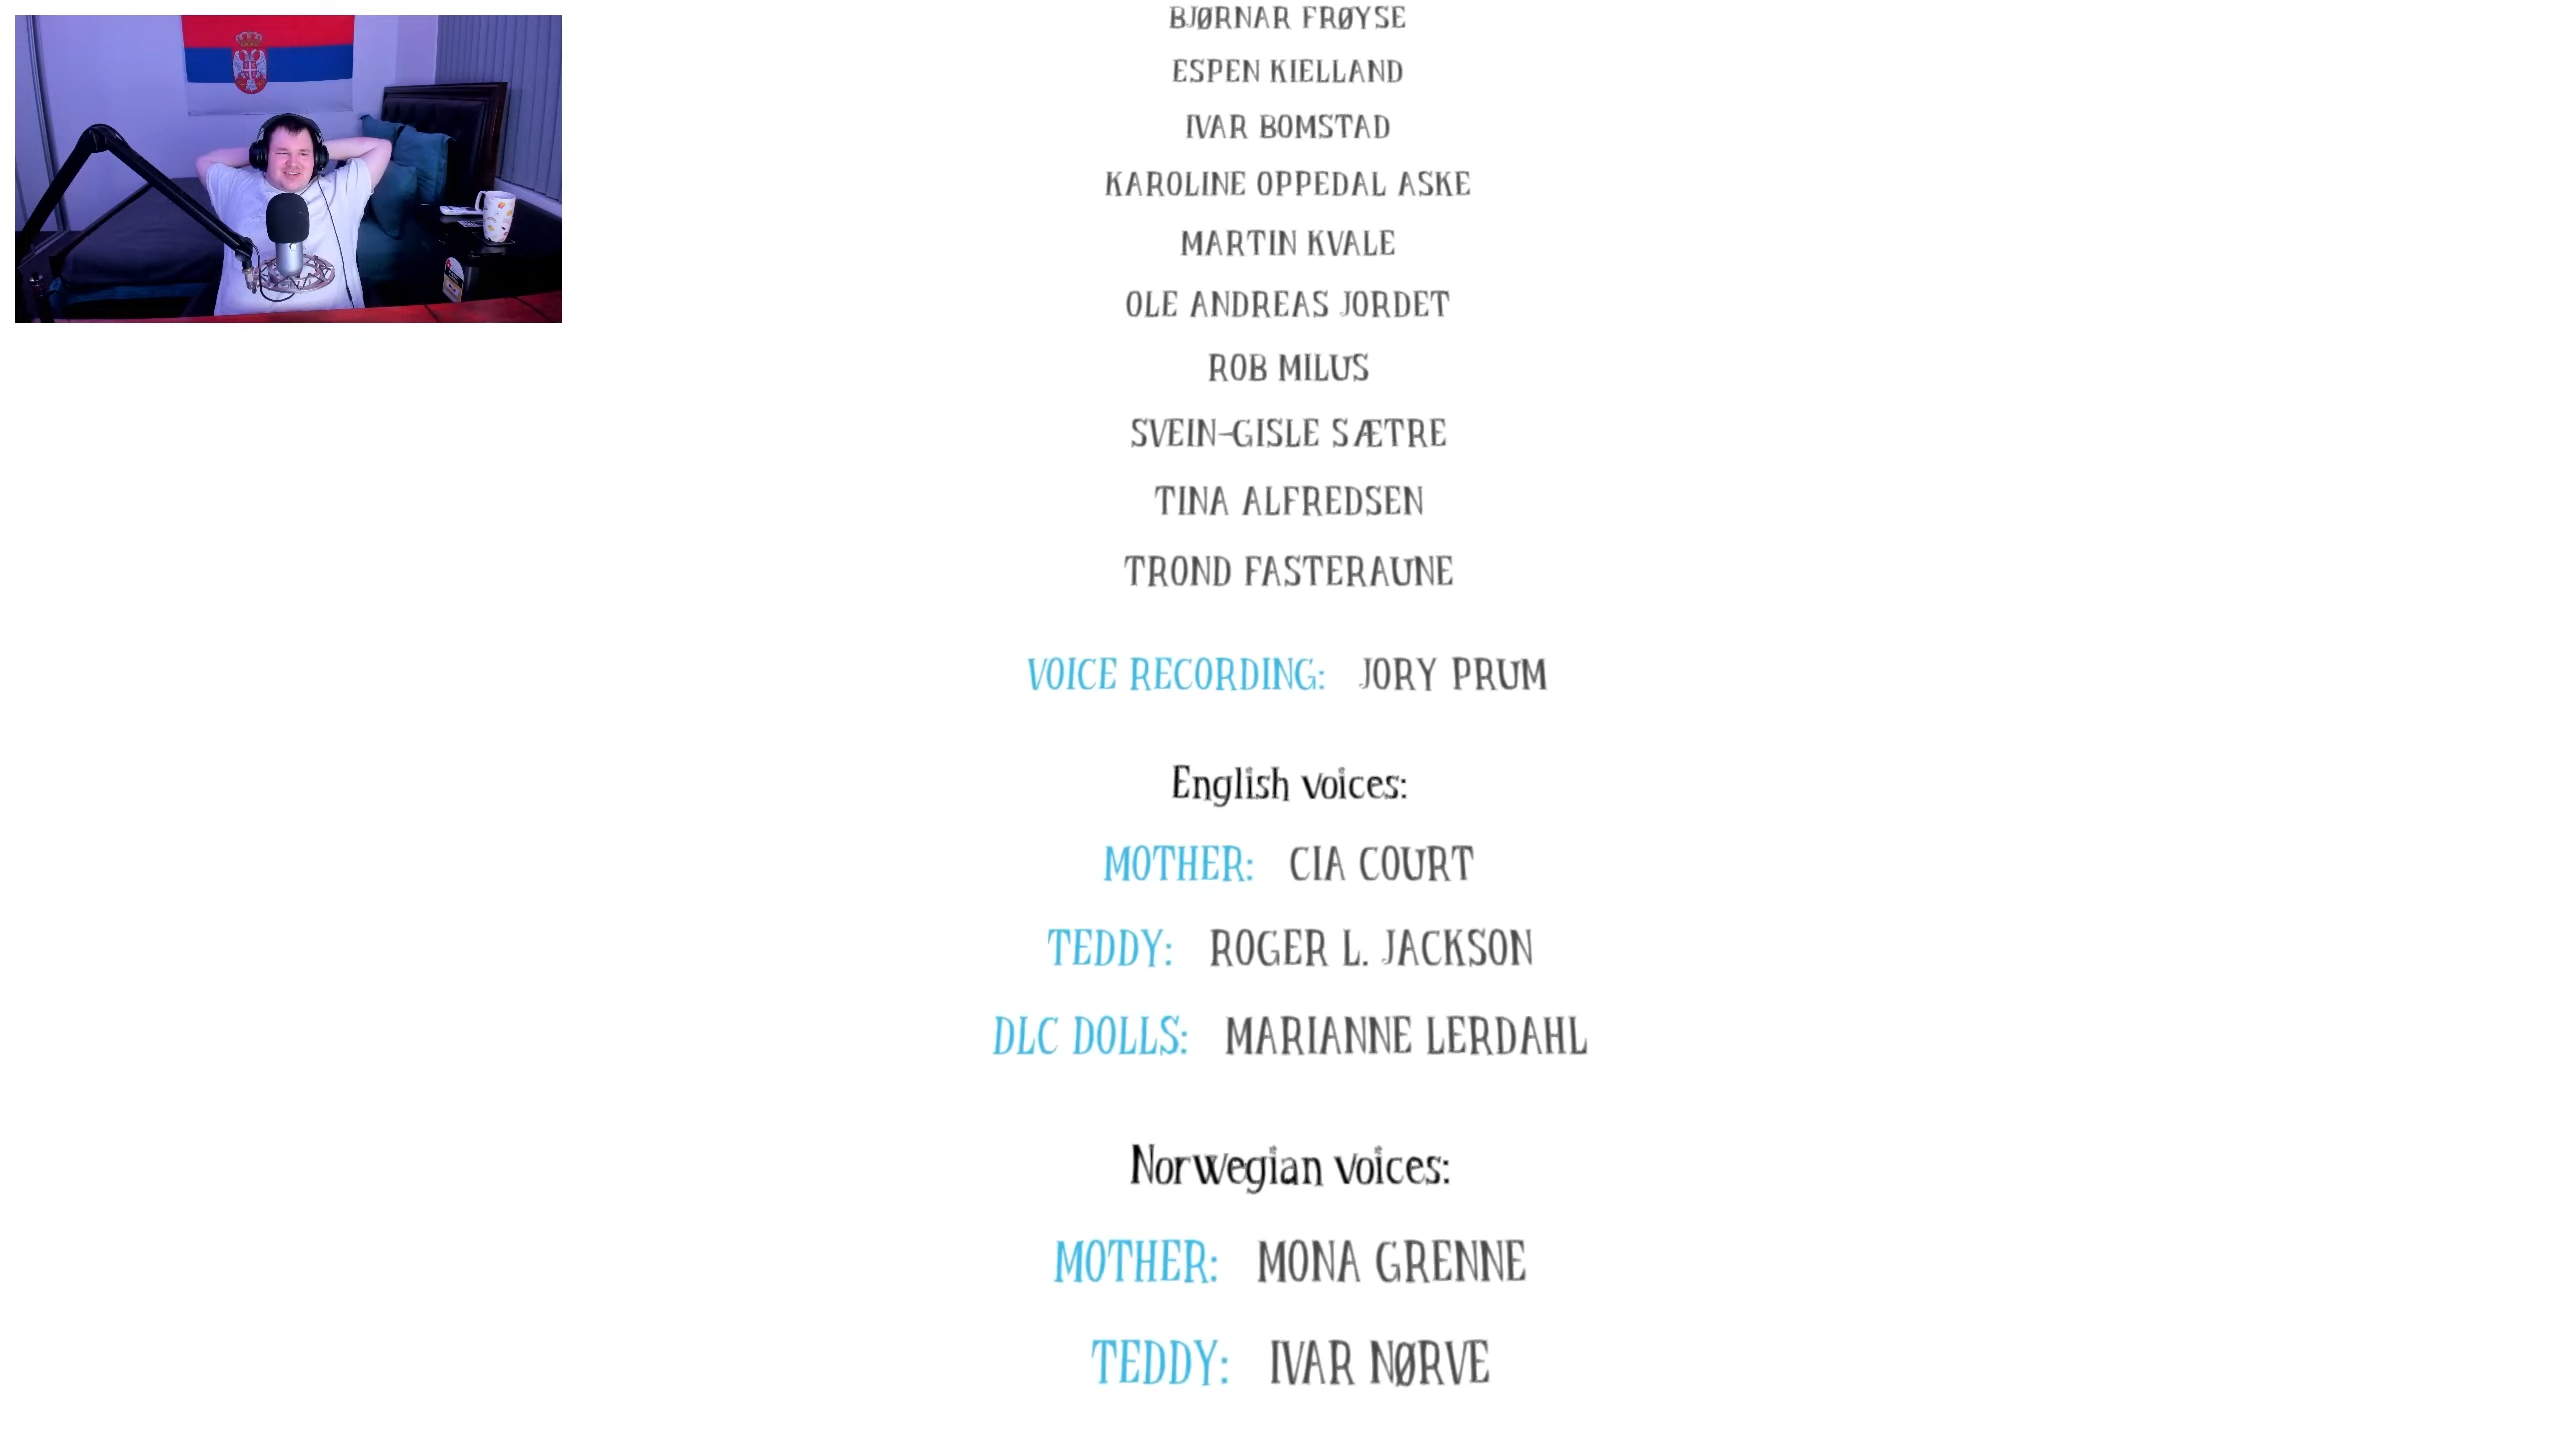 BJØRNAR FRØYSE
ESPEN KIELLAND
IVAR BOMSTAD
KAROLINE OPPEDAL ASKE
MARTIN KVALE
OLE ANDREAS JORDET
ROB MILUS
SVEIN-GISLE SÆTRE
TINA ALFREDSEN
TROND FASTERAUNE
VOICE RECORDING: JORY PRUM
English voices:
MOTHER: CIA COURT
TEDDY: ROGER L. JACKSON
DLC DOLLS: MARIANNE LERDAHL
Norwegian voices:
MOTHER: MONA GRENNE
TEDDY: IVAR NØRVE